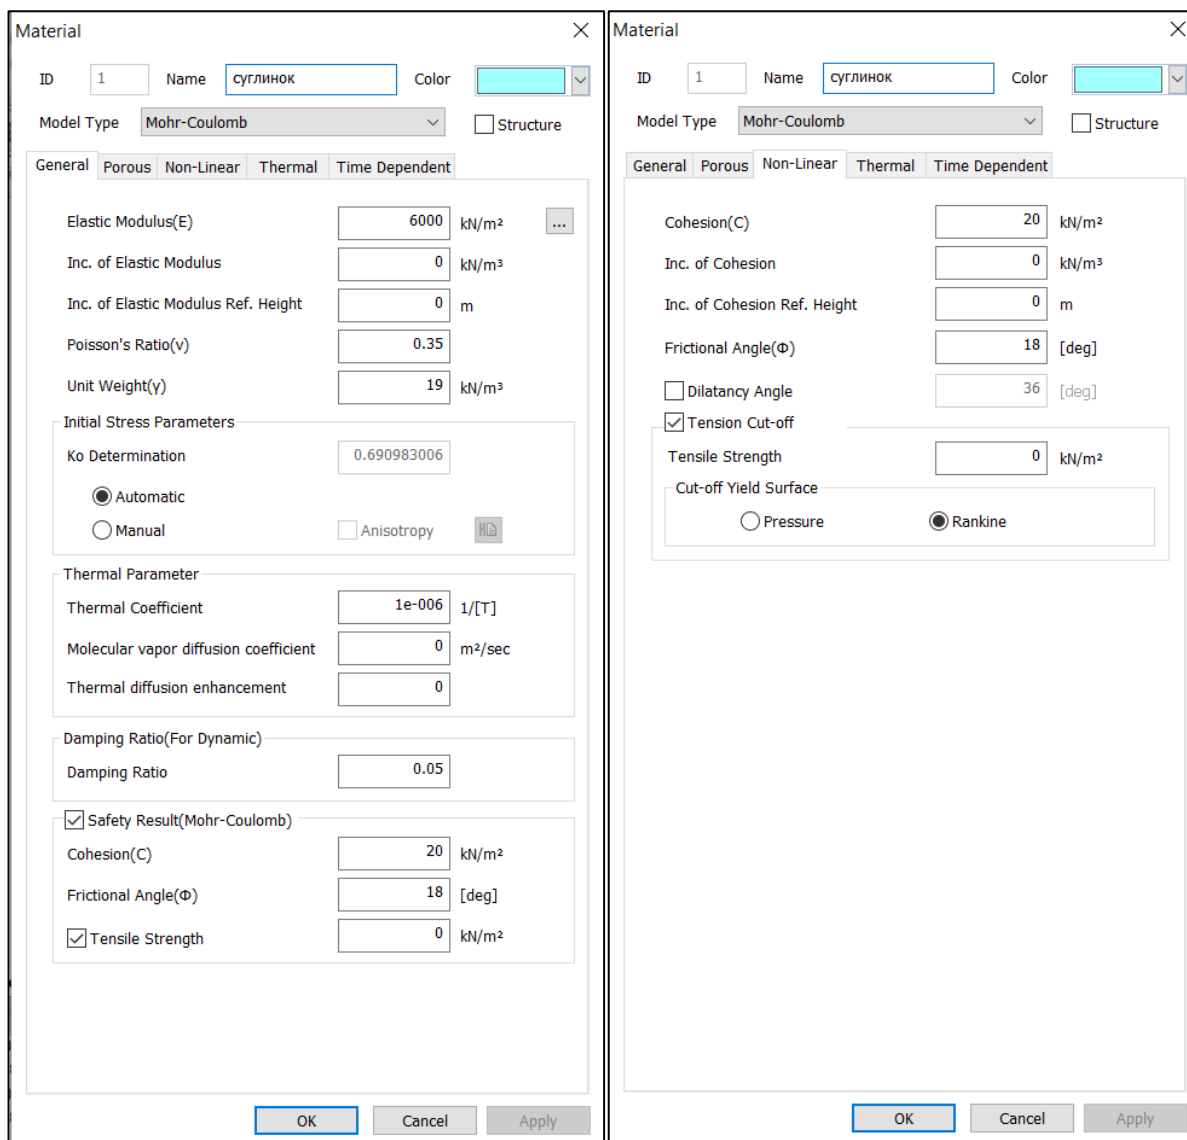 Material
ID 1 Name суглинок Color
Model Type Mohr-Coulomb Structure
General Porous Non-Linear Thermal Time Dependent
Elastic Modulus(E) 6000 kN/m² ...
Inc. of Elastic Modulus 0 kN/m³
Inc. of Elastic Modulus Ref. Height 0 m
Poisson's Ratio(ν) 0.35
Unit Weight(γ) 19 kN/m³
Initial Stress Parameters
Ko Determination 0.690983006
Automatic
Manual Anisotropy
Thermal Parameter
Thermal Coefficient 1e-006 1/[T]
Molecular vapor diffusion coefficient 0 m²/sec
Thermal diffusion enhancement 0
Damping Ratio(For Dynamic)
Damping Ratio 0.05
Safety Result(Mohr-Coulomb)
Cohesion(C) 20 kN/m²
Frictional Angle(Φ) 18 [deg]
Tensile Strength 0 kN/m²
OK Cancel Apply
Material
ID 1 Name суглинок Color
Model Type Mohr-Coulomb Structure
General Porous Non-Linear Thermal Time Dependent
Cohesion(C) 20 kN/m²
Inc. of Cohesion 0 kN/m³
Inc. of Cohesion Ref. Height 0 m
Frictional Angle(Φ) 18 [deg]
Dilatancy Angle 36 [deg]
Tension Cut-off
Tensile Strength 0 kN/m²
Cut-off Yield Surface
Pressure Rankine
OK Cancel Apply